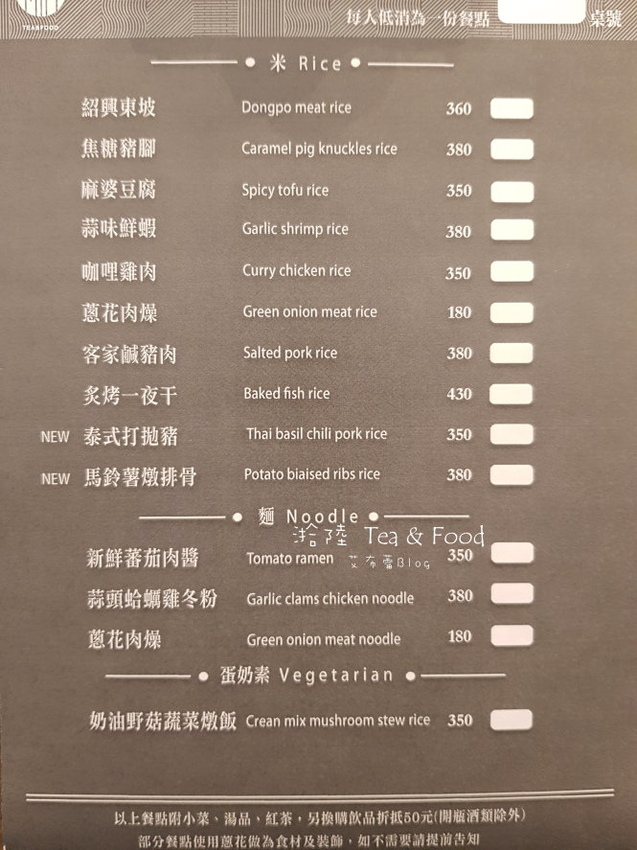 TEA&FOOD
每人低消為一份餐點 桌號
米 Rice
紹興東坡 Dongpo meat rice 360
焦糖豬腳 Caramel pig knuckles rice 380
麻婆豆腐 Spicy tofu rice 350
蒜味鮮蝦 Garlic shrimp rice 380
咖哩雞肉 Curry chicken rice 350
蔥花肉燥 Green onion meat rice 180
客家鹹豬肉 Salted pork rice 380
炙烤一夜干 Baked fish rice 430
NEW 泰式打拋豬 Thai basil chili pork rice 350
NEW 馬鈴薯燉排骨 Potato biaised ribs rice 380
麵 Noodle
湁陸 Tea & Food
新鮮蕃茄肉醬 Tomato ramen 350
艾布蕾Blog
蒜頭蛤蠣雞冬粉 Garlic clams chicken noodle 380
蔥花肉燥 Green onion meat noodle 180
蛋奶素 Vegetarian
奶油野菇蔬菜燉飯 Crean mix mushroom stew rice 350
以上餐點附小菜、湯品、紅茶，另換購飲品折抵50元(開瓶酒類除外)
部分餐點使用蔥花做為食材及裝飾，如不需要請提前告知